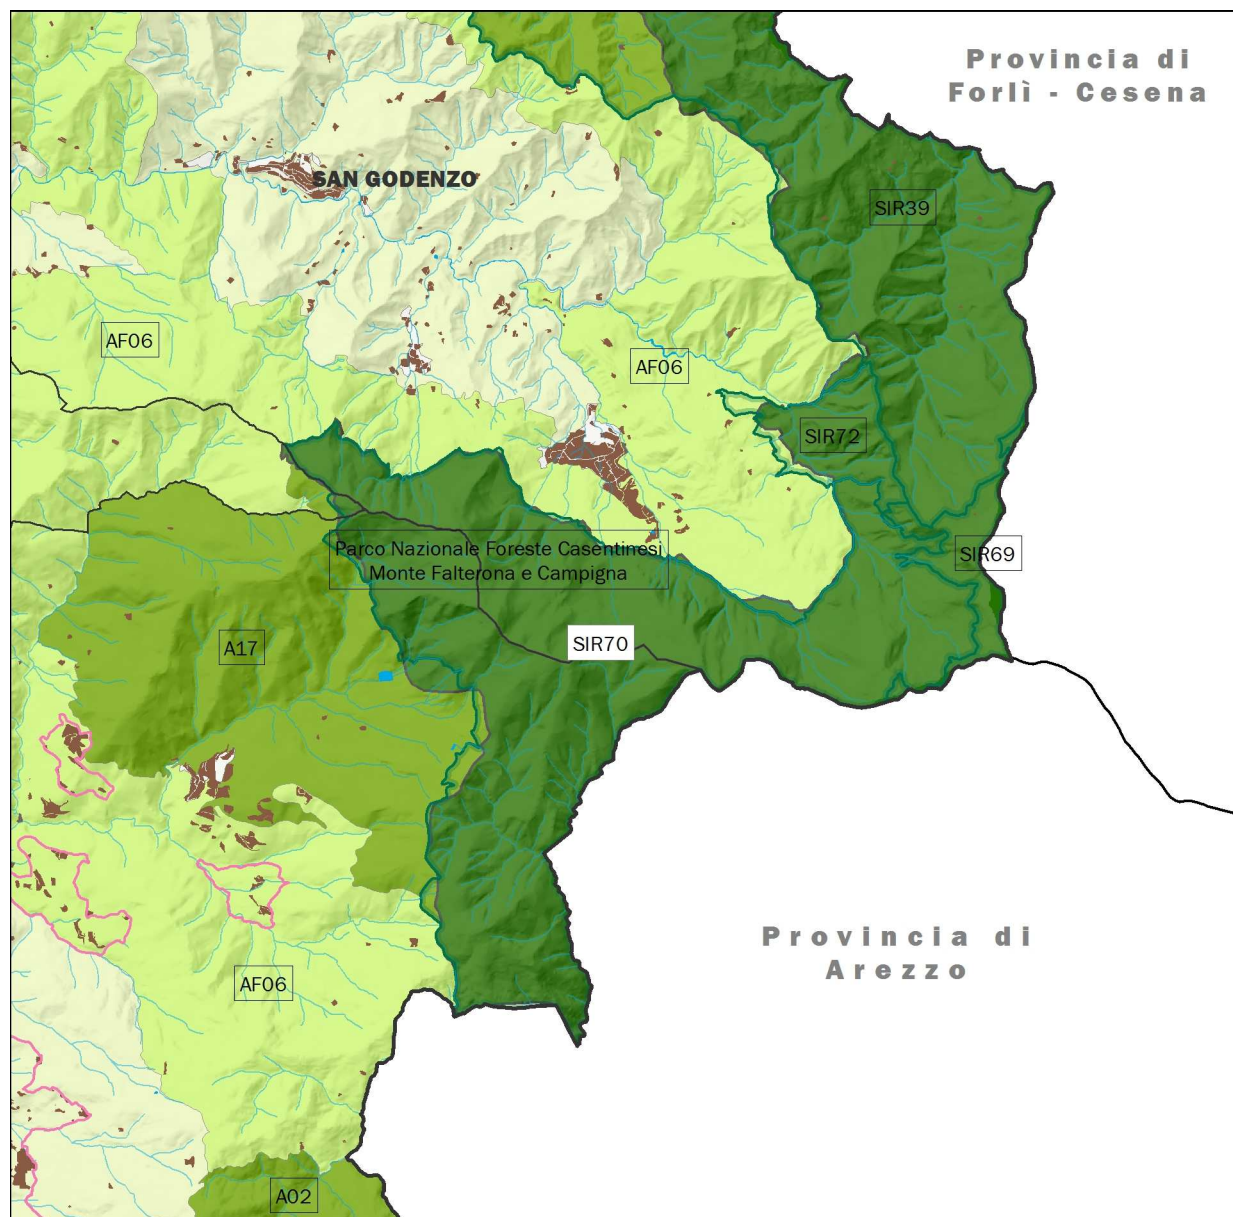 Provincia di
Forlì - Cesena
SAN GODENZO
SIR39
AF06
AF06
SIR72
Parco Nazionale Foreste Casentinesi
Monte Falterona e Campigna
SIR69
A17
SIR70
Provincia di
Arezzo
AF06
A02